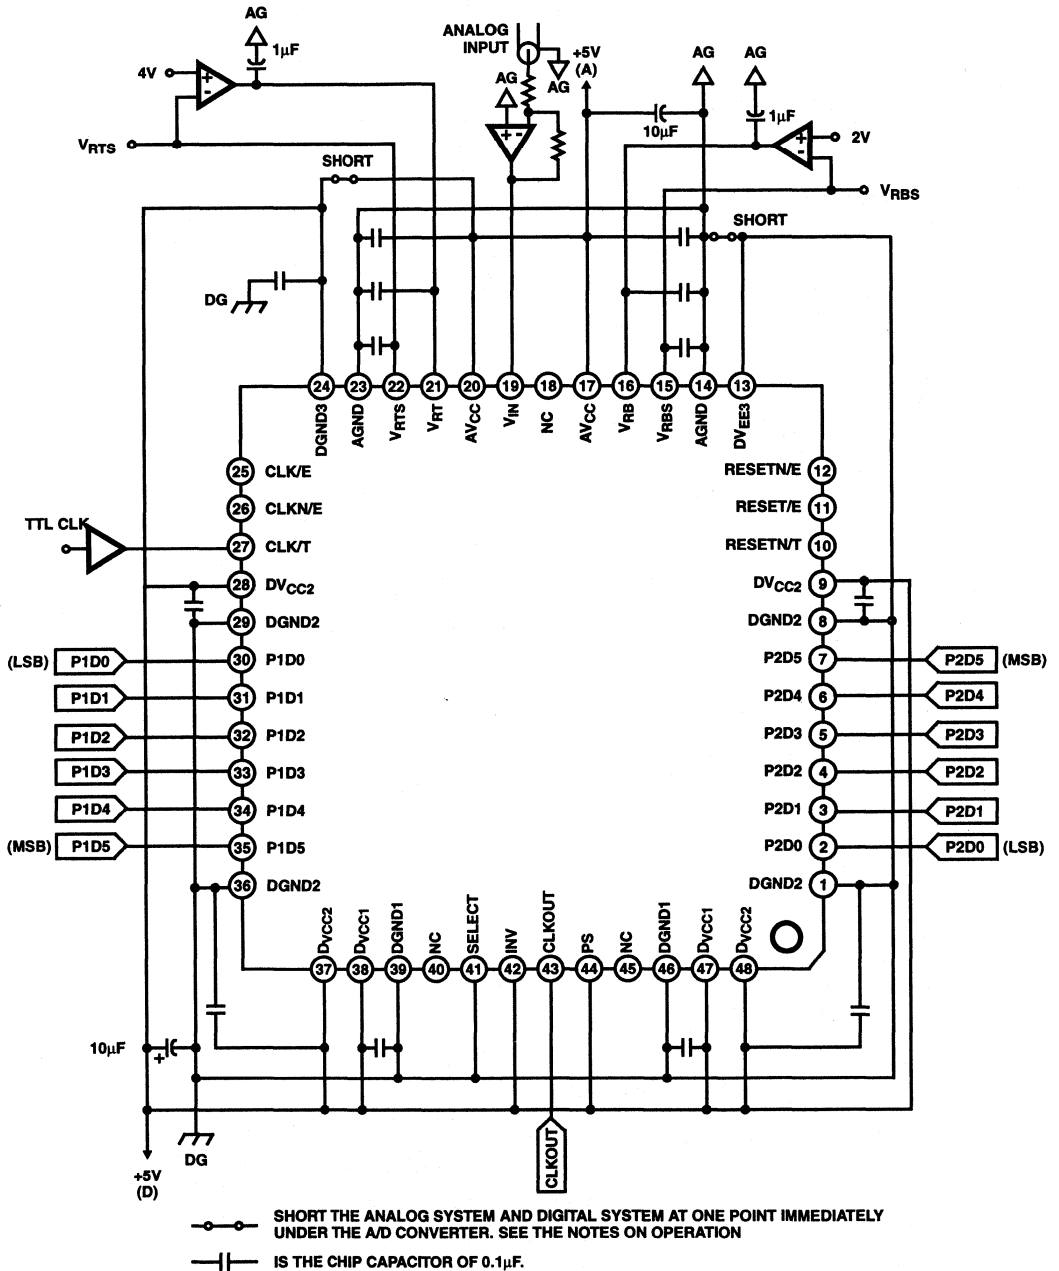 AG
1µF
ANALOG
INPUT
+5V
(A)
AG
AG
4V
AG
AG
1µF
10µF
2V
VRTS
SHORT
VRBS
SHORT
DG
24 23 22 21 20 19 18 17 16 15 14 13
DGND3 AGND VRTS VRT AVCC VIN NC AVCC VRB VRBS AGND DVEE3
25 CLK/E
RESETN/E 12
26 CLKN/E
RESET/E 11
TTL CLK
27 CLK/T
RESETN/T 10
28 DVCC2
DVCC2 9
29 DGND2
DGND2 8
(LSB) P1D0 30 P1D0
P2D5 7 P2D5 (MSB)
P1D1 31 P1D1
P2D4 6 P2D4
P1D2 32 P1D2
P2D3 5 P2D3
P1D3 33 P1D3
P2D2 4 P2D2
P1D4 34 P1D4
P2D1 3 P2D1
(MSB) P1D5 35 P1D5
P2D0 2 P2D0 (LSB)
36 DGND2
DGND2 1
DVCC2 DVCC1 DGND1 NC SELECT INV CLKOUT PS NC DGND1 DVCC1 DVCC2
37 38 39 40 41 42 43 44 45 46 47 48
10µF
+
DG
CLKOUT
+5V
(D)
SHORT THE ANALOG SYSTEM AND DIGITAL SYSTEM AT ONE POINT IMMEDIATELY
UNDER THE A/D CONVERTER. SEE THE NOTES ON OPERATION
IS THE CHIP CAPACITOR OF 0.1µF.